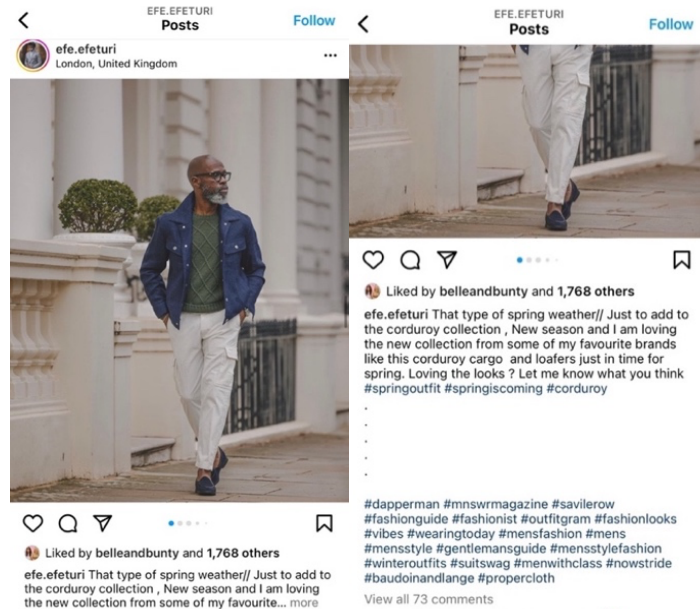 EFE.EFETURI
Posts
Follow
efe.efeturi
London, United Kingdom
Liked by belleandbunty and 1,768 others
efe.efeturi That type of spring weather// Just to add to
the corduroy collection , New season and I am loving
the new collection from some of my favourite... more
EFE.EFETURI
Posts
Follow
Liked by belleandbunty and 1,768 others
efe.efeturi That type of spring weather// Just to add to
the corduroy collection , New season and I am loving
the new collection from some of my favourite brands
like this corduroy cargo and loafers just in time for
spring. Loving the looks ? Let me know what you think
#springoutfit #springiscoming #corduroy
.
.
.
.
.
#dapperman #mnswrmagazine #savilerow
#fashionguide #fashionist #outfitgram #fashionlooks
#vibes #wearingtoday #mensfashion #mens
#mensstyle #gentlemansguide #mensstylefashion
#winteroutfits #suitswag #menwithclass #nowstride
#baudoinandlange #propercloth
View all 73 comments